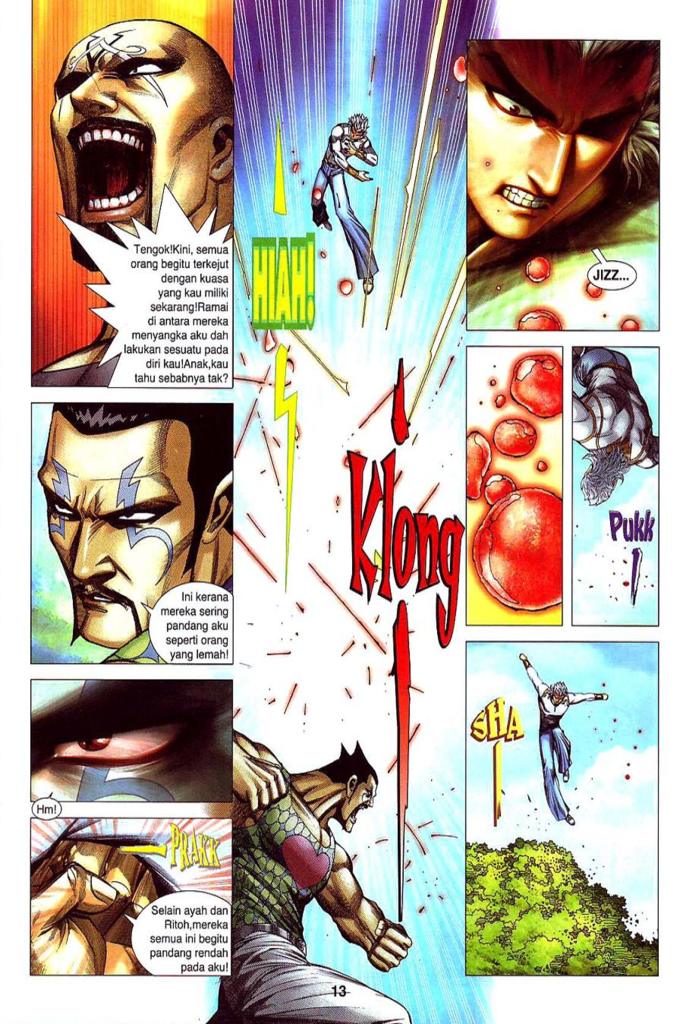 Tengok!Kini, semua
orang begitu terkejut
dengan kuasa
yang kau miliki
sekarang!Ramai
di antara mereka
menyangka aku dah
lakukan sesuatu pada
diri kau!Anak,kau
tahu sebabnya tak?
HIAH!
JIZZ...
Ini kerana
mereka sering
pandang aku
seperti orang
yang lemah!
Klong!
Pukk!
Hm!
PRAKK
Selain ayah dan
Ritoh,mereka
semua ini begitu
pandang rendah
pada aku!
SHA
13